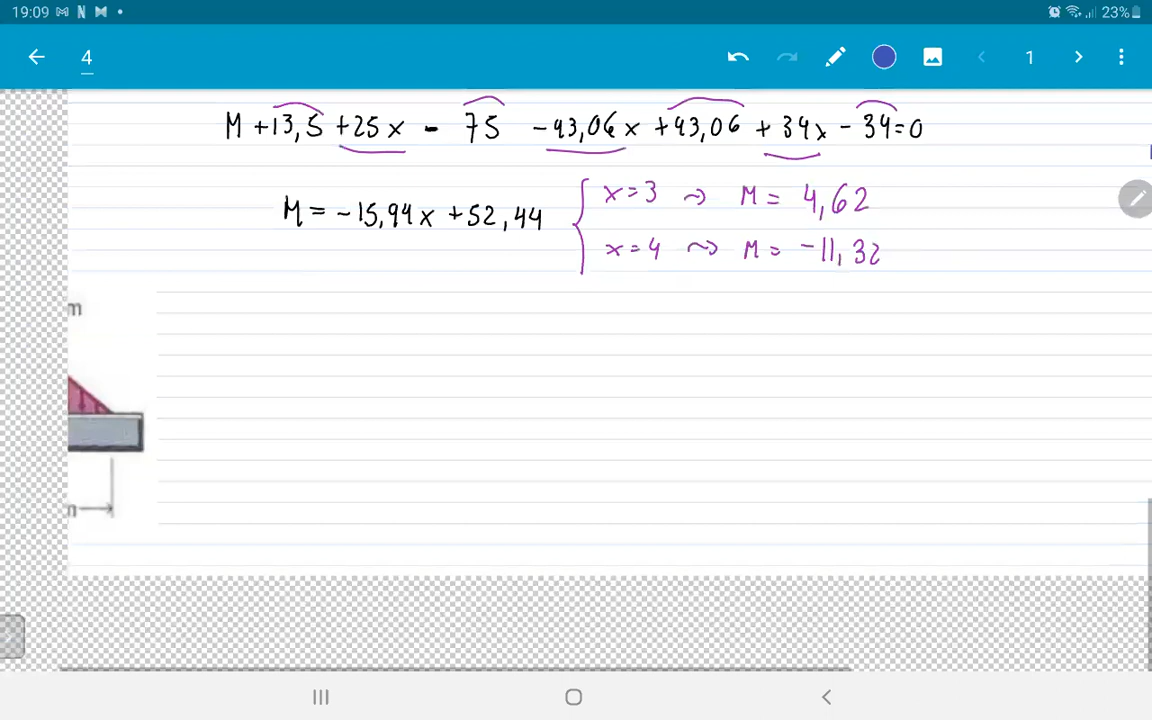 19:09 23%
4 1
M +13,5 +25x - 75 -43,06x +43,06 +34x - 34=0
M = -15,94x +52,44
x=3 ⇝ M = 4,62
x=4 ⇝ M = -11,32
m